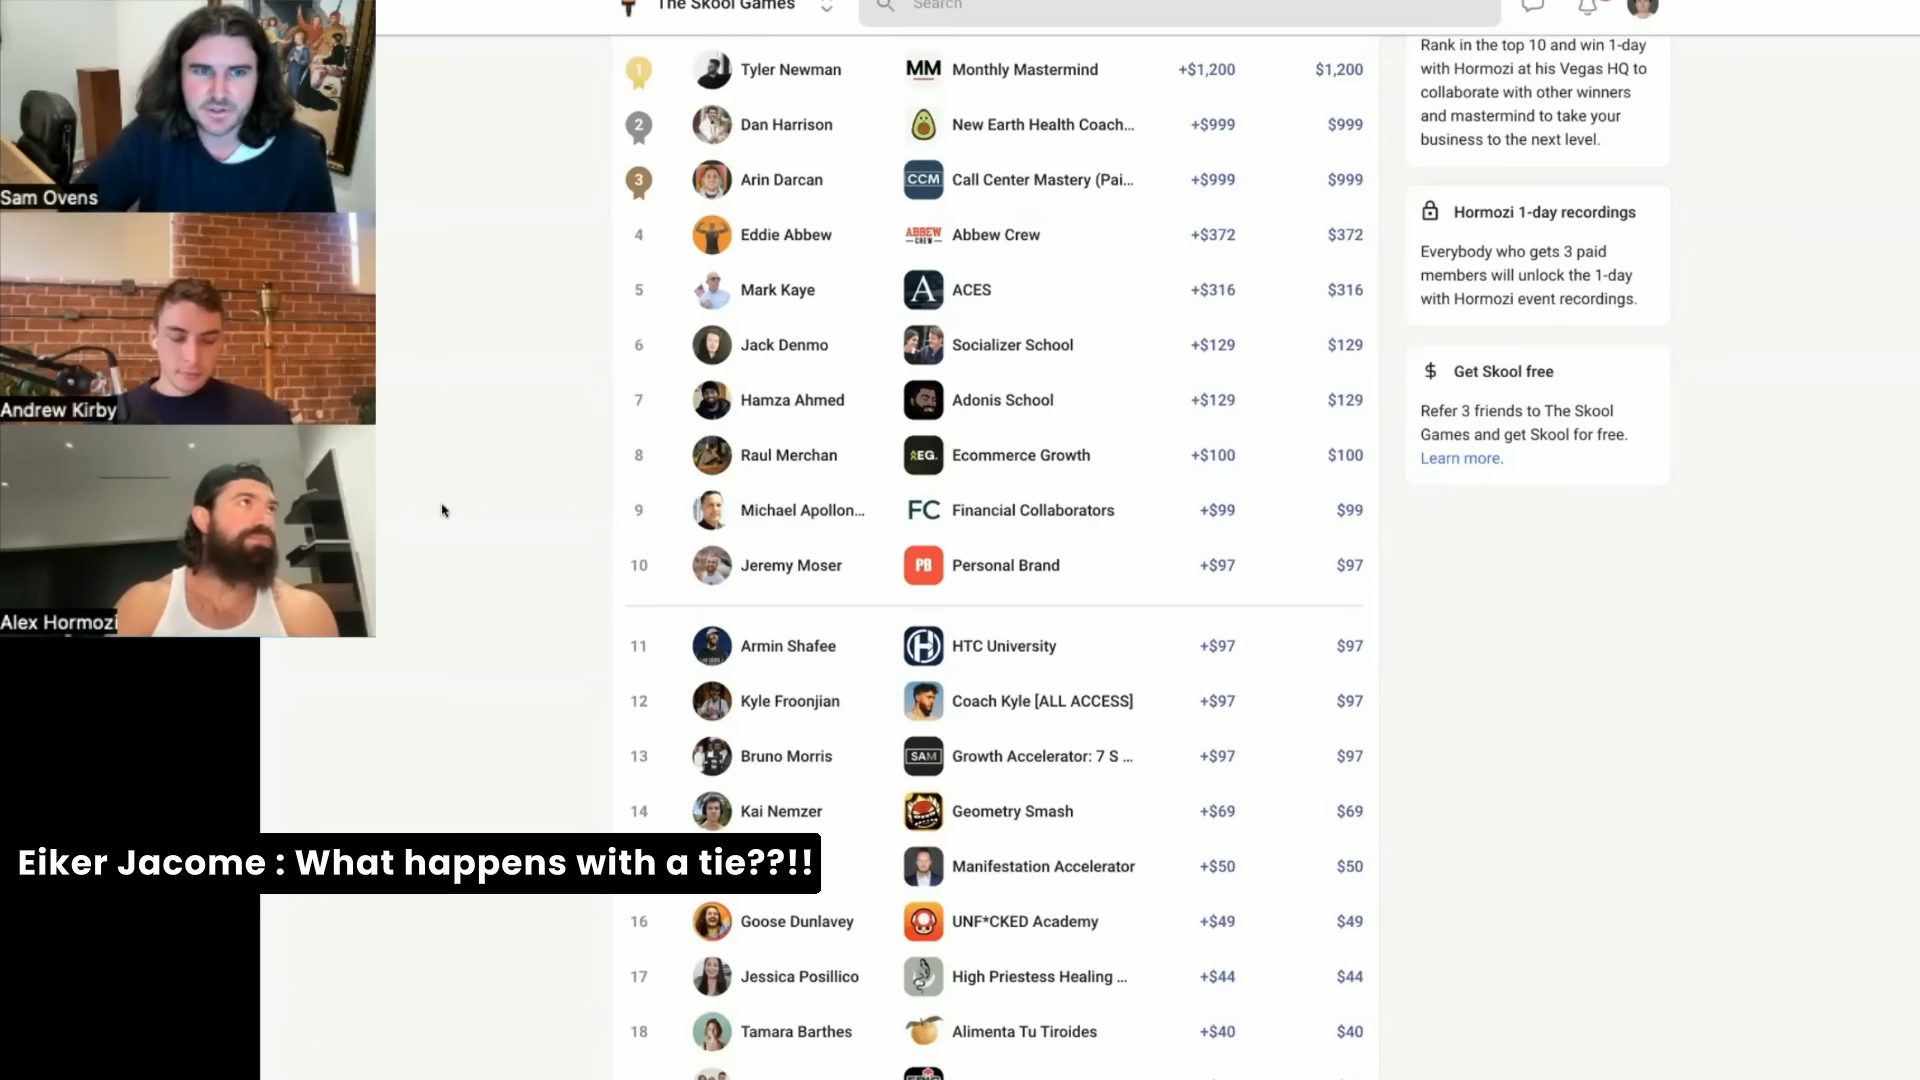 The Skool Games
Search
Sam Ovens
Andrew Kirby
Alex Hormozi
1 Tyler Newman MM Monthly Mastermind +$1,200 $1,200
2 Dan Harrison New Earth Health Coach... +$999 $999
3 Arin Darcan CCM Call Center Mastery (Pai... +$999 $999
4 Eddie Abbew ABBEW CREW Abbew Crew +$372 $372
5 Mark Kaye A ACES +$316 $316
6 Jack Denmo Socializer School +$129 $129
7 Hamza Ahmed Adonis School +$129 $129
8 Raul Merchan EG. Ecommerce Growth +$100 $100
9 Michael Apollon... FC Financial Collaborators +$99 $99
10 Jeremy Moser PB Personal Brand +$97 $97
11 Armin Shafee H HTC University +$97 $97
12 Kyle Froonjian Coach Kyle [ALL ACCESS] +$97 $97
13 Bruno Morris SAM Growth Accelerator: 7 S ... +$97 $97
14 Kai Nemzer Geometry Smash +$69 $69
Eiker Jacome : What happens with a tie??!!
Manifestation Accelerator +$50 $50
16 Goose Dunlavey UNF*CKED Academy +$49 $49
17 Jessica Posillico High Priestess Healing ... +$44 $44
18 Tamara Barthes Alimenta Tu Tiroides +$40 $40
Rank in the top 10 and win 1-day
with Hormozi at his Vegas HQ to
collaborate with other winners
and mastermind to take your
business to the next level.
Hormozi 1-day recordings
Everybody who gets 3 paid
members will unlock the 1-day
with Hormozi event recordings.
$ Get Skool free
Refer 3 friends to The Skool
Games and get Skool for free.
Learn more.